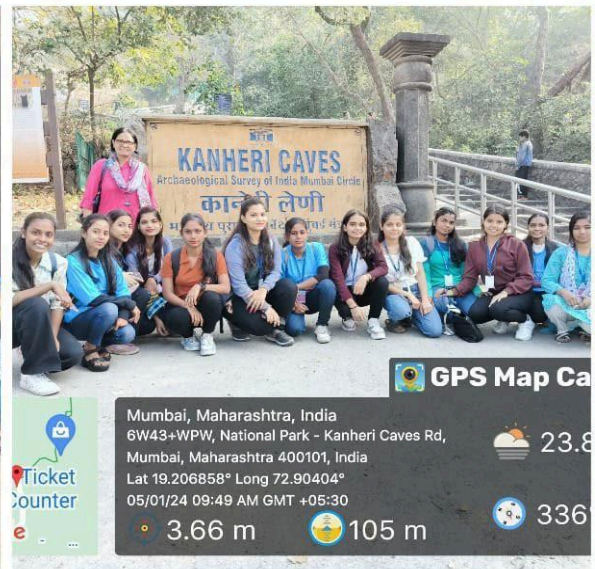 KANHERI CAVES
Archaeological Survey of India Mumbai Circle
GPS Map Ca
Mumbai, Maharashtra, India
6W43+WPW, National Park - Kanheri Caves Rd,
Mumbai, Maharashtra 400101, India
Lat 19.206858° Long 72.90404°
05/01/24 09:49 AM GMT +05:30
3.66 m
105 m
23.8
336°
Ticket
Counter
e